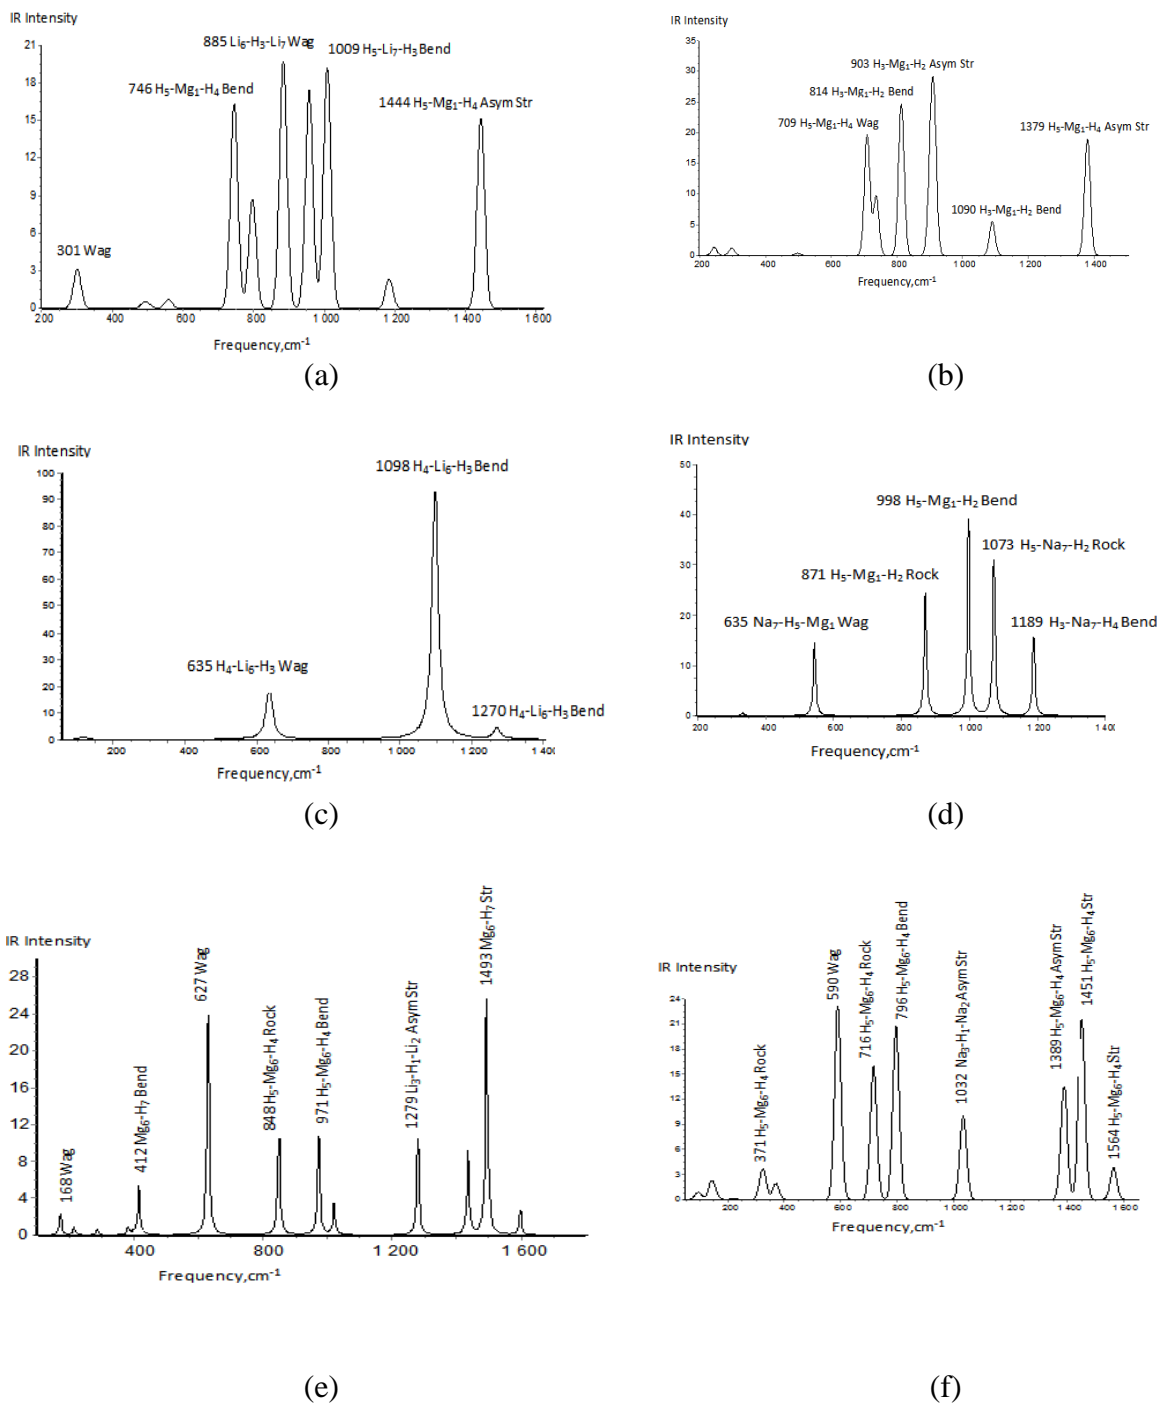 IR Intensity
21
18
15
12
9
6
3
0
885 Li₆-H₃-Li₇ Wag
1009 H₅-Li₇-H₃ Bend
746 H₅-Mg₁-H₄ Bend
1444 H₅-Mg₁-H₄ Asym Str
301 Wag
200 400 600 800 1 000 1 200 1 400 1 600
Frequency,cm⁻¹
(a)
IR Intensity
35
30
25
20
15
10
5
0
903 H₃-Mg₁-H₂ Asym Str
814 H₃-Mg₁-H₂ Bend
709 H₅-Mg₁-H₄ Wag
1379 H₅-Mg₁-H₄ Asym Str
1090 H₃-Mg₁-H₂ Bend
200 400 600 800 1 000 1 200 1 400
Frequency,cm⁻¹
(b)
IR Intensity
100
90
80
70
60
50
40
30
20
10
0
1098 H₄-Li₆-H₃ Bend
635 H₄-Li₆-H₃ Wag
1270 H₄-Li₆-H₃ Bend
200 400 600 800 1 000 1 200 1 400
Frequency,cm⁻¹
(c)
IR Intensity
50
40
30
20
10
0
998 H₅-Mg₁-H₂ Bend
1073 H₅-Na₇-H₂ Rock
871 H₅-Mg₁-H₂ Rock
635 Na₇-H₅-Mg₁ Wag
1189 H₃-Na₇-H₄ Bend
200 400 600 800 1 000 1 200 1 400
Frequency,cm⁻¹
(d)
IR Intensity
28
24
20
16
12
8
4
0
168 Wag
412 Mg₆-H₇ Bend
627 Wag
848 H₅-Mg₆-H₄ Rock
971 H₅-Mg₆-H₄ Bend
1279 Li₃-H₁-Li₂ Asym Str
1493 Mg₆-H₇ Str
400 800 1 200 1 600
Frequency,cm⁻¹
(e)
IR Intensity
24
21
18
15
12
9
6
3
0
371 H₅-Mg₆-H₄ Rock
590 Wag
716 H₅-Mg₆-H₄ Rock
796 H₅-Mg₆-H₄ Bend
1032 Na₃-H₁-Na₂ Asym Str
1389 H₅-Mg₆-H₄ Asym Str
1451 H₅-Mg₆-H₄ Str
1564 H₅-Mg₆-H₄ Str
200 400 600 800 1 000 1 200 1 400 1 600
Frequency,cm⁻¹
(f)